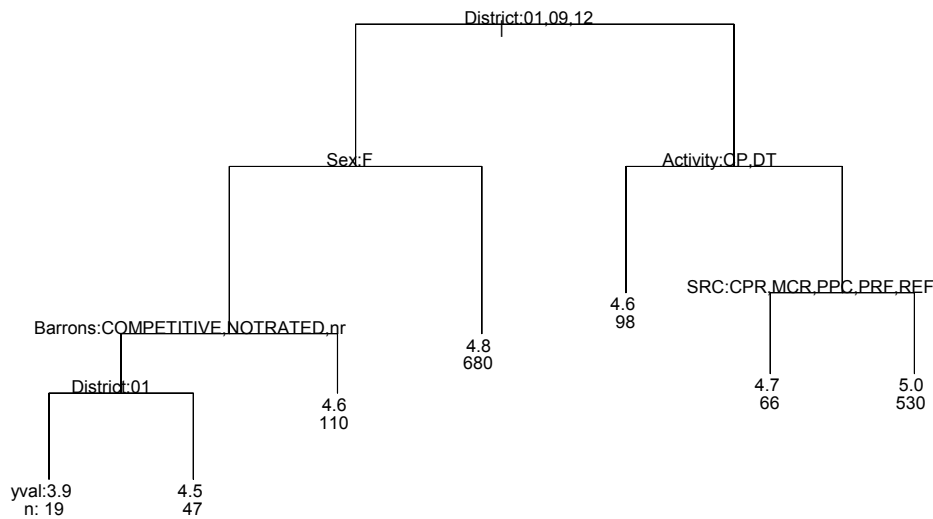 District:01,09,12
Sex:F
Activity:CP,DT
SRC:CPR,MCR,PPC,PRF,REF
4.6
98
Barrons:COMPETITIVE,NOTRATED,nr
4.8
680
4.7
66
5.0
530
District:01
4.6
110
yval:3.9
n: 19
4.5
47